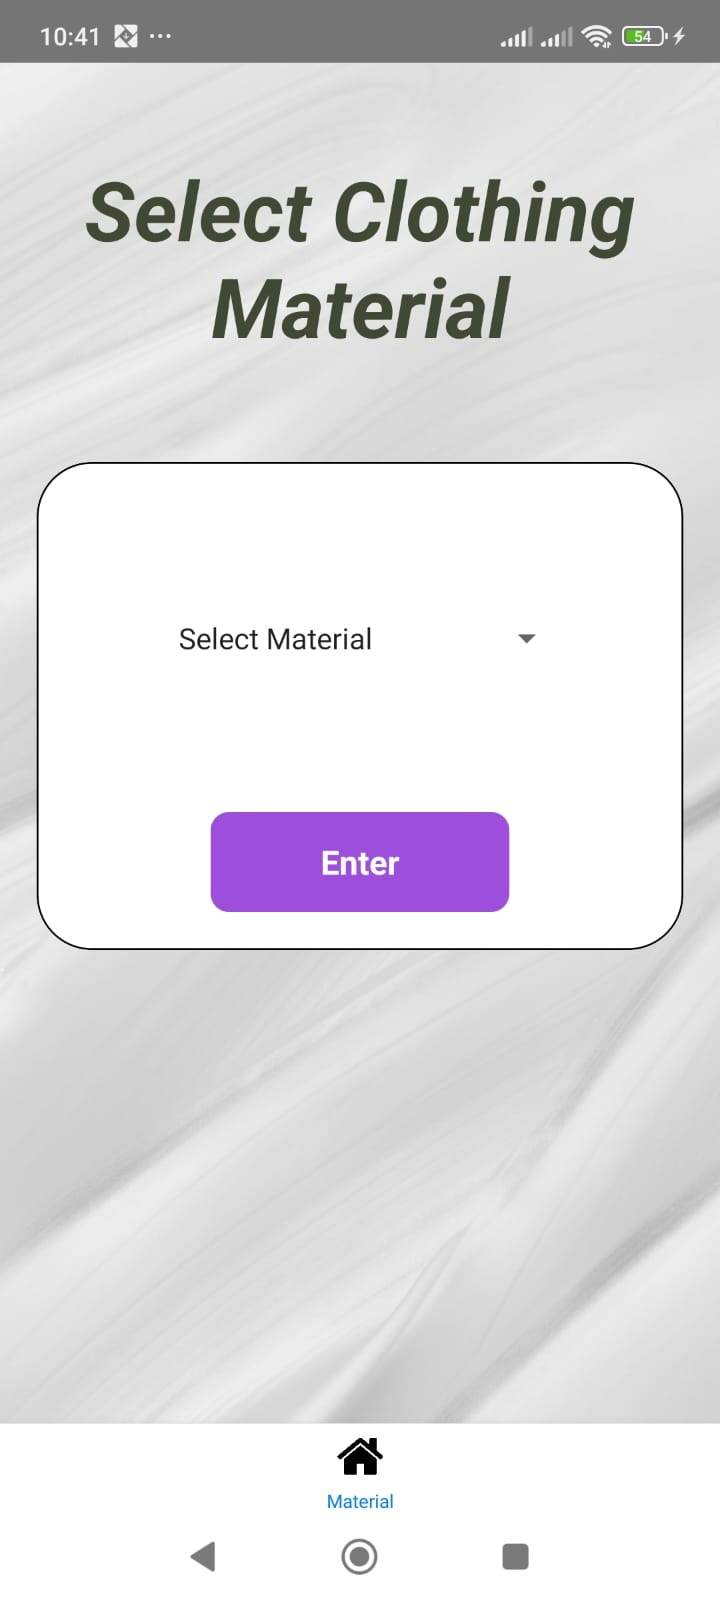 10:41
54
Select Clothing
Material
Select Material
Enter
Material